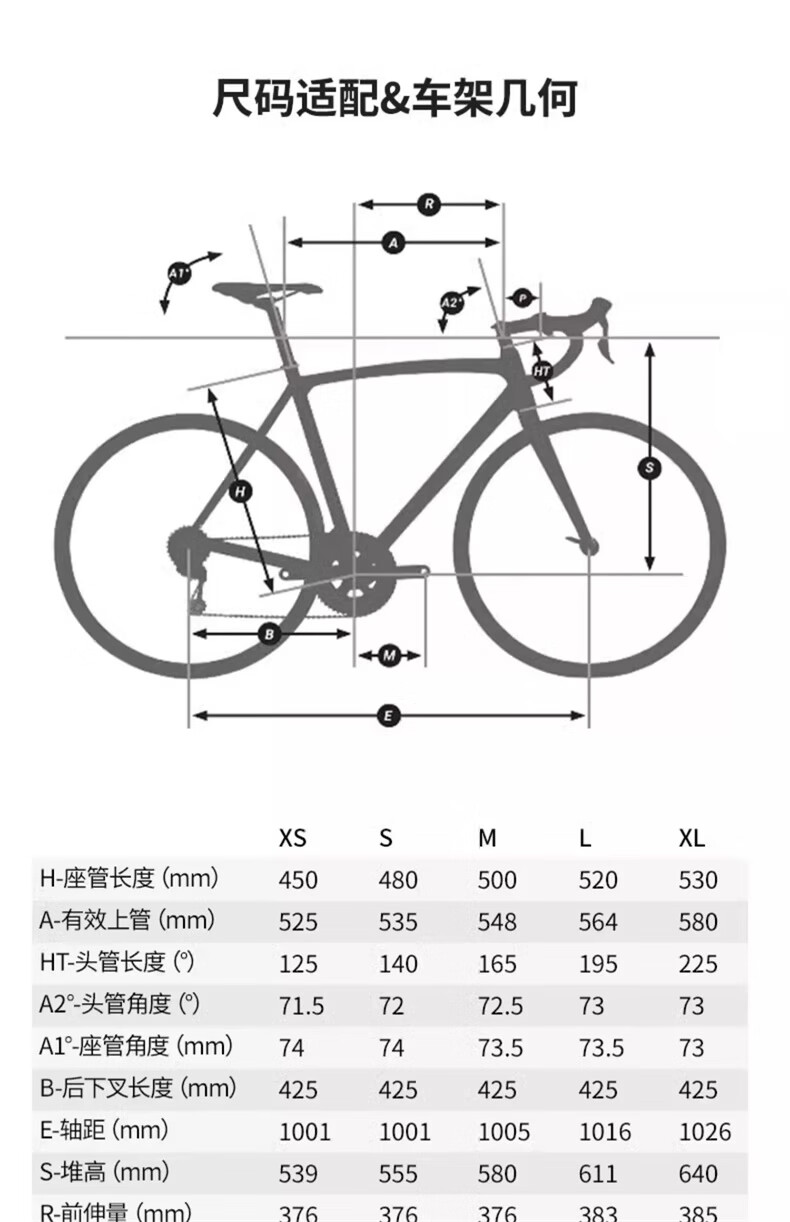 尺码适配&车架几何
R
A
A1°
A2°
P
HT
H
S
B
M
E
XS S M L XL
H-座管长度 (mm) 450 480 500 520 530
A-有效上管 (mm) 525 535 548 564 580
HT-头管长度 (°) 125 140 165 195 225
A2°-头管角度 (°) 71.5 72 72.5 73 73
A1°-座管角度 (mm) 74 74 73.5 73.5 73
B-后下叉长度 (mm) 425 425 425 425 425
E-轴距 (mm) 1001 1001 1005 1016 1026
S-堆高 (mm) 539 555 580 611 640
R-前伸量 (mm) 376 376 376 383 385